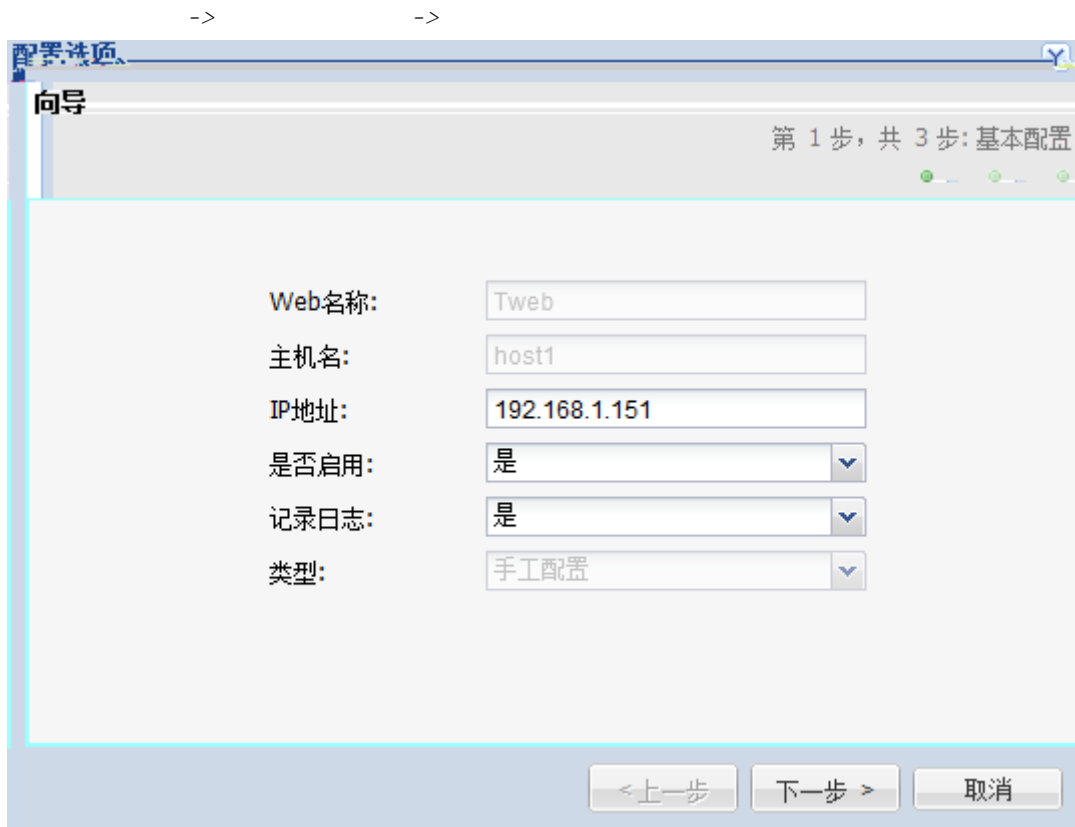 -> ->
配置选项
向导
第 1 步，共 3 步: 基本配置
Web名称: Tweb
主机名: host1
IP地址: 192.168.1.151
是否启用: 是
记录日志: 是
类型: 手工配置
<上一步 下一步 > 取消